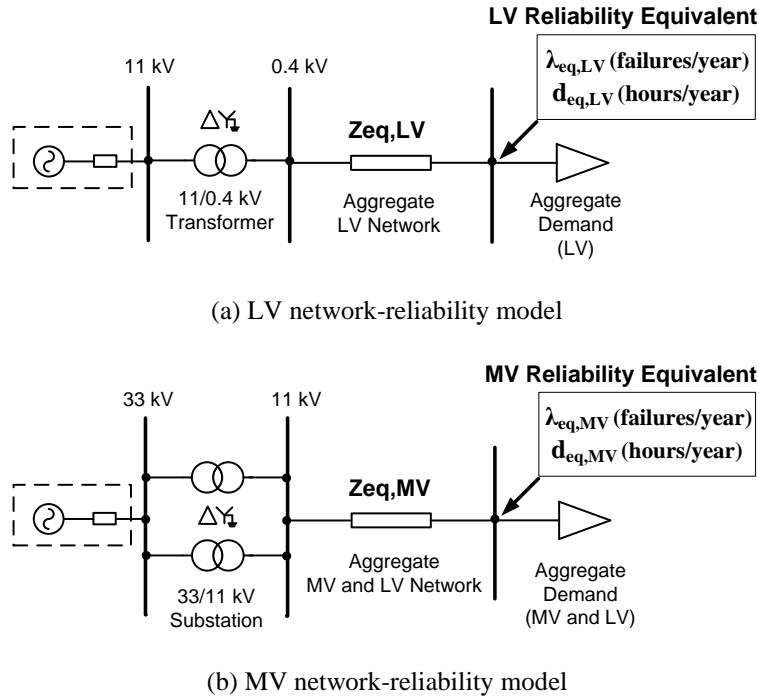 LV Reliability Equivalent
λeq,LV (failures/year)
deq,LV (hours/year)
11 kV
0.4 kV
Zeq,LV
11/0.4 kV
Transformer
Aggregate
LV Network
Aggregate
Demand
(LV)
(a) LV network-reliability model
MV Reliability Equivalent
λeq,MV (failures/year)
deq,MV (hours/year)
33 kV
11 kV
Zeq,MV
33/11 kV
Substation
Aggregate
MV and LV Network
Aggregate
Demand
(MV and LV)
(b) MV network-reliability model